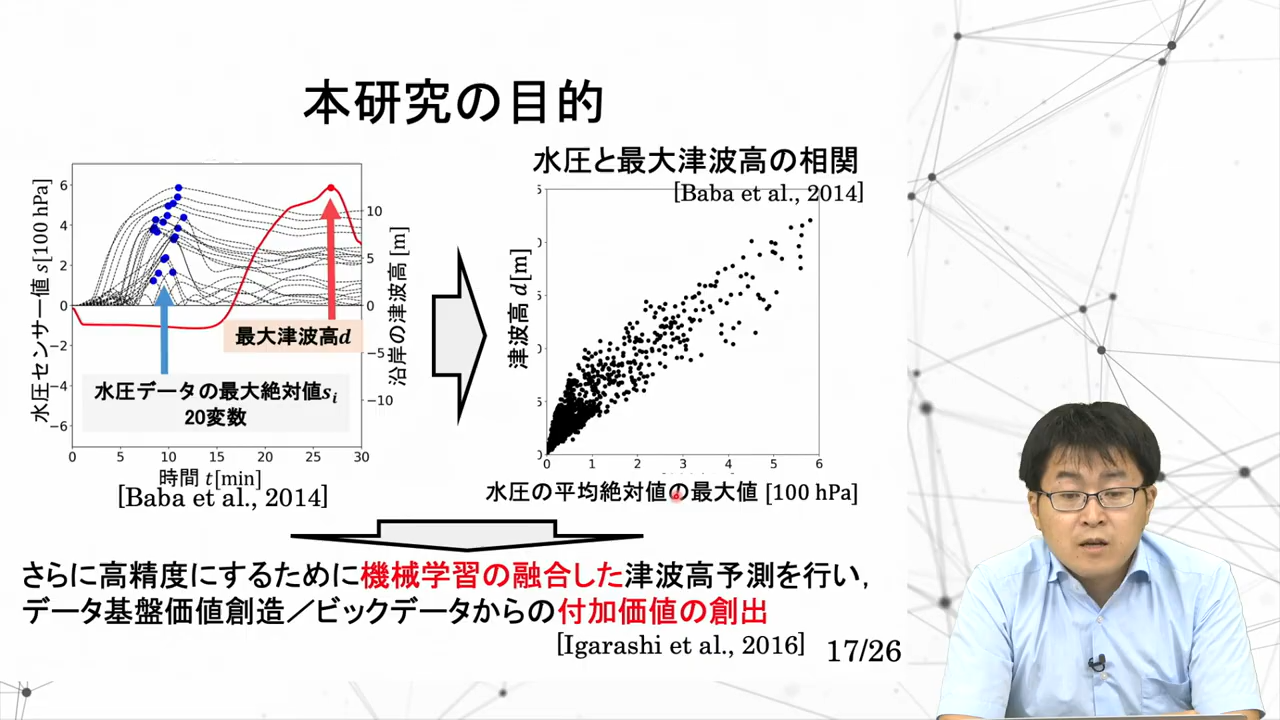 本研究の目的
水圧センサー値 s[100 hPa]
6
4
2
0
−2
−4
−6
10
5
0
−5
−10
沿岸の津波高 [m]
最大津波高d
水圧データの最大絶対値si
20変数
0 5 10 15 20 25 30
時間 t[min]
[Baba et al., 2014]
水圧と最大津波高の相関
[Baba et al., 2014]
津波高 d[m]
5
0
5
0
5
0
0 1 2 3 4 5 6
水圧の平均絶対値の最大値 [100 hPa]
さらに高精度にするために機械学習の融合した津波高予測を行い,
データ基盤価値創造／ビックデータからの付加価値の創出
[Igarashi et al., 2016]
17/26